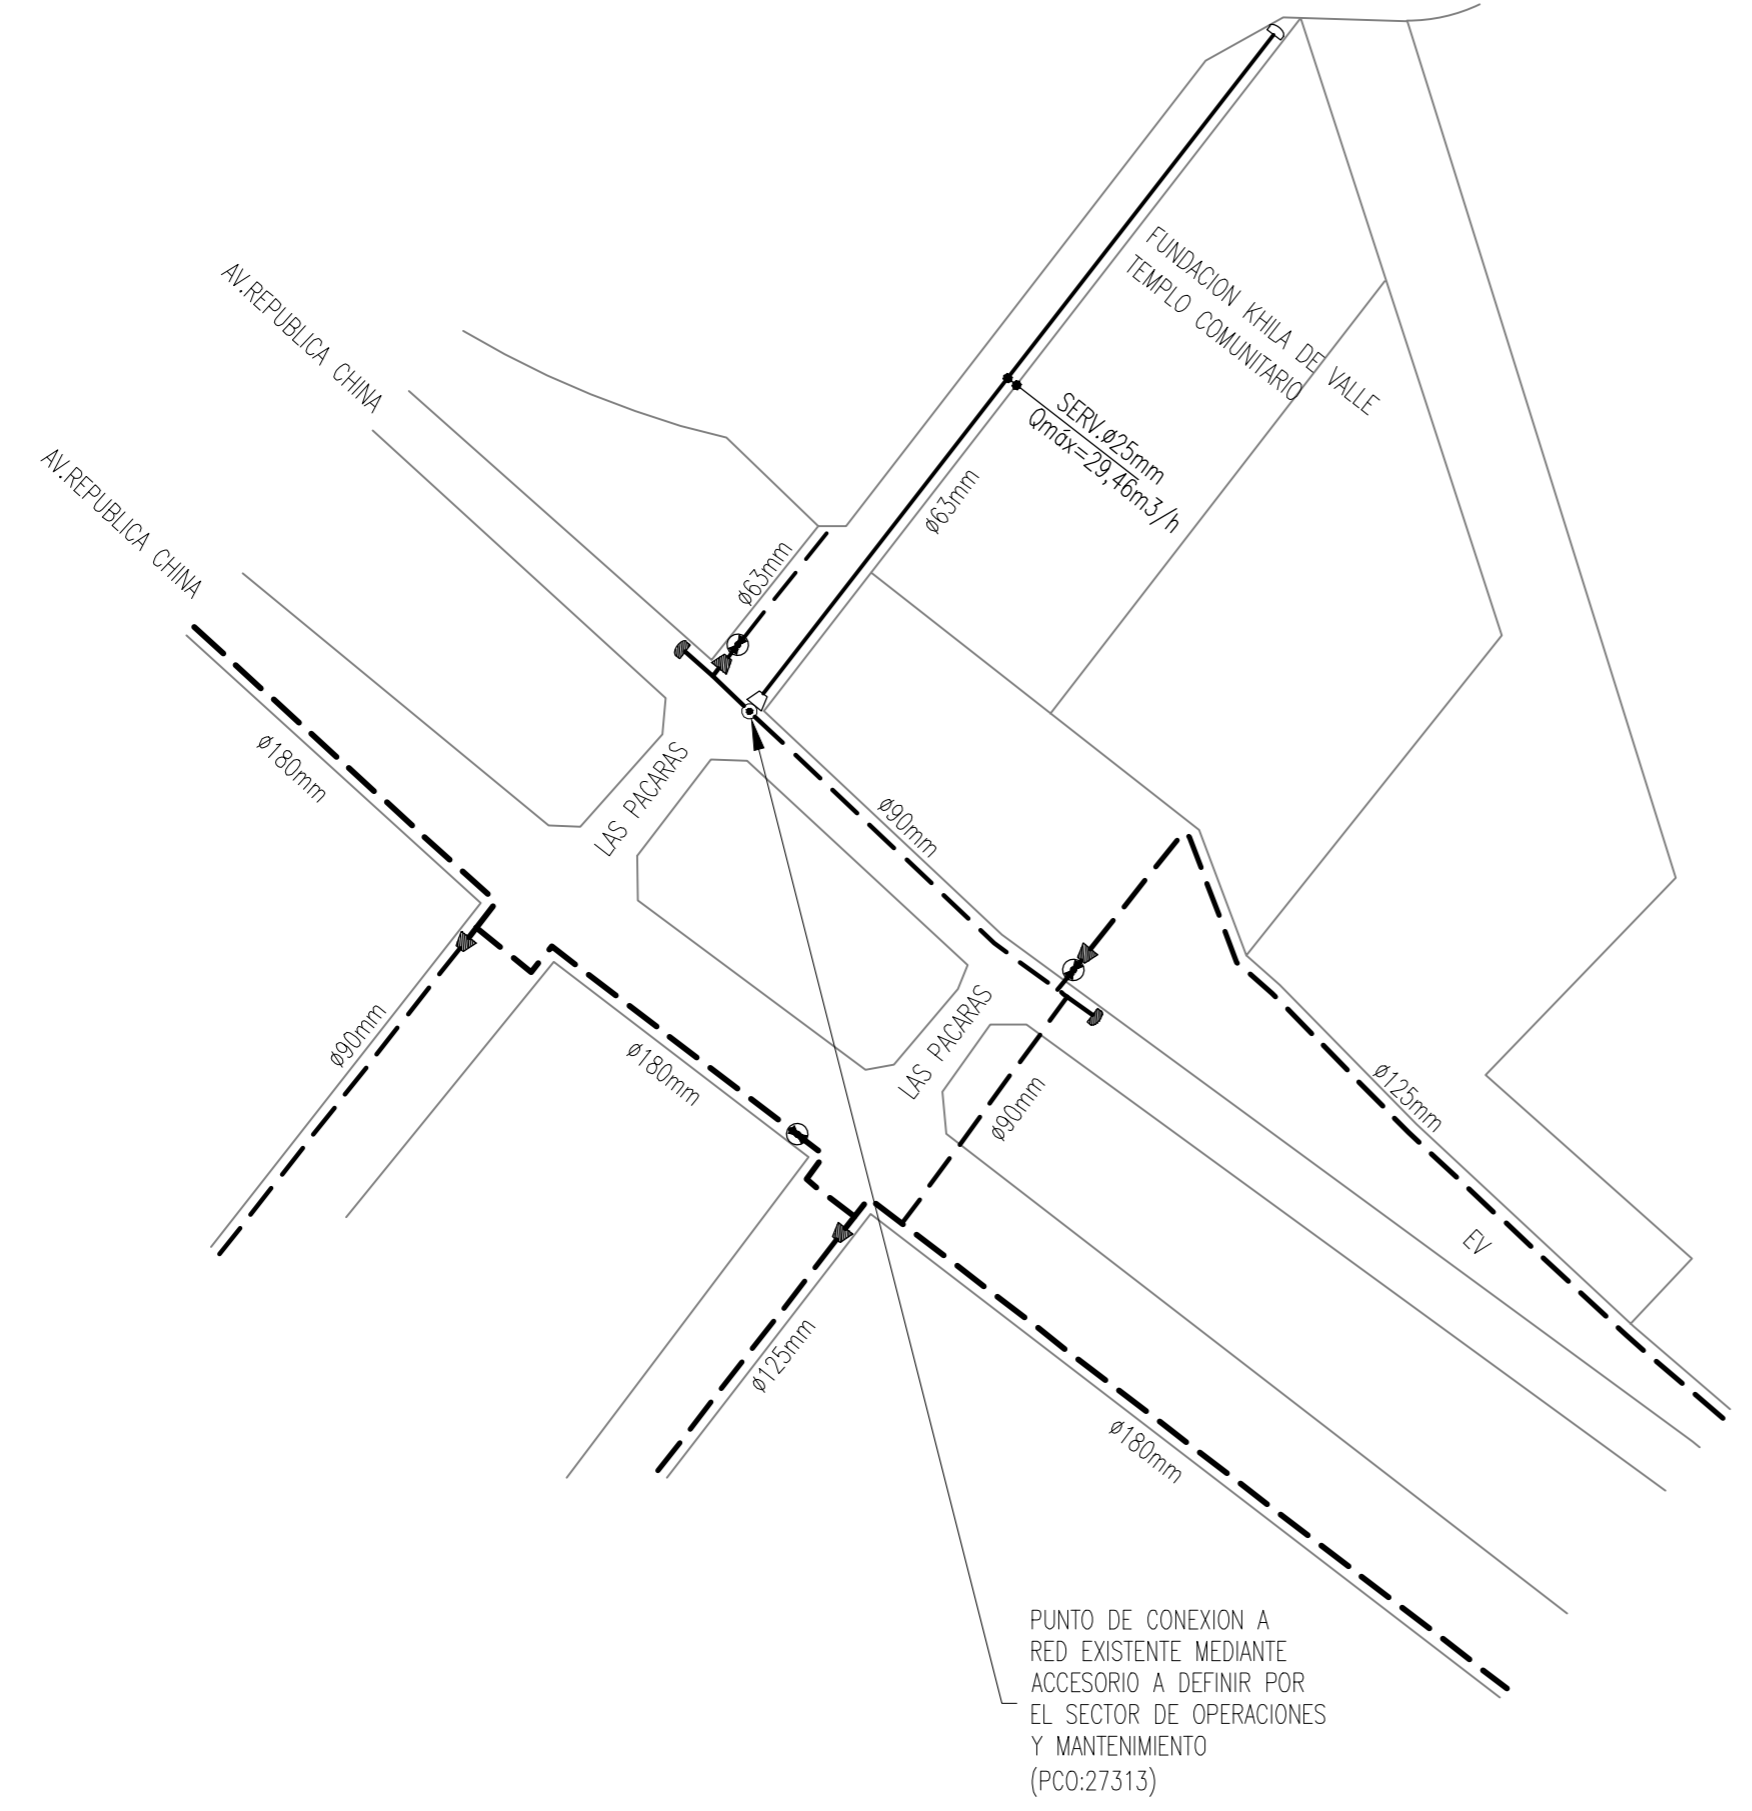 FUNDACION KHILA DE VALLE
TEMPLO COMUNITARIO
AV.REPUBLICA CHINA
AV.REPUBLICA CHINA
SERV.ø25mm
Qmáx=29,46m3/h
ø63mm
ø63mm
ø180mm
LAS PACARAS
ø90mm
ø90mm
ø180mm
LAS PACARAS
ø90mm
ø125mm
EV
ø125mm
ø180mm
PUNTO DE CONEXION A
RED EXISTENTE MEDIANTE
ACCESORIO A DEFINIR POR
EL SECTOR DE OPERACIONES
Y MANTENIMIENTO
(PCO:27313)